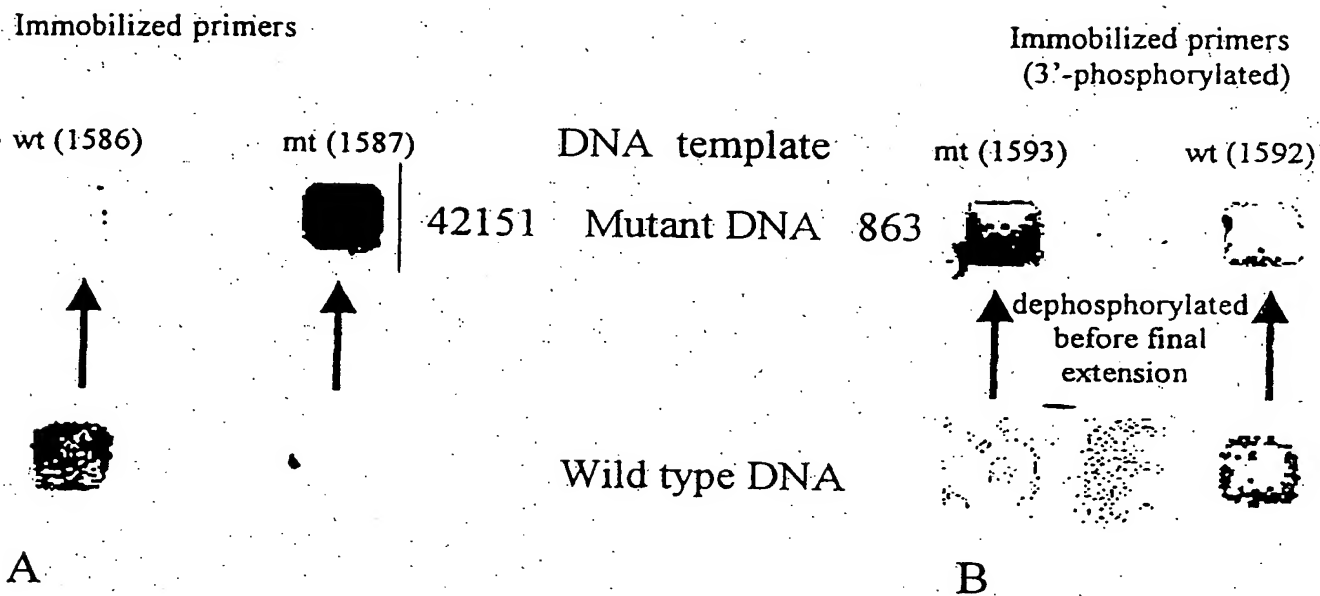 Immobilized primers
Immobilized primers
(3'-phosphorylated)
wt (1586)
mt (1587)
DNA template
mt (1593)
wt (1592)
42151
Mutant DNA
863
dephosphorylated
before final
extension
Wild type DNA
A
B